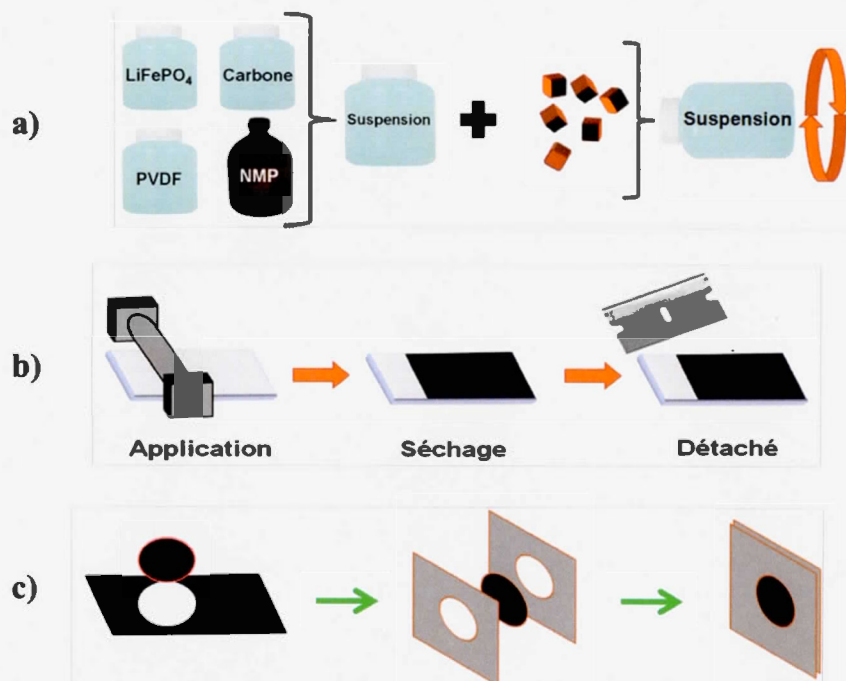 a)
LiFePO₄
Carbone
PVDF
NMP
Suspension
Suspension
b)
Application
Séchage
Détaché
c)